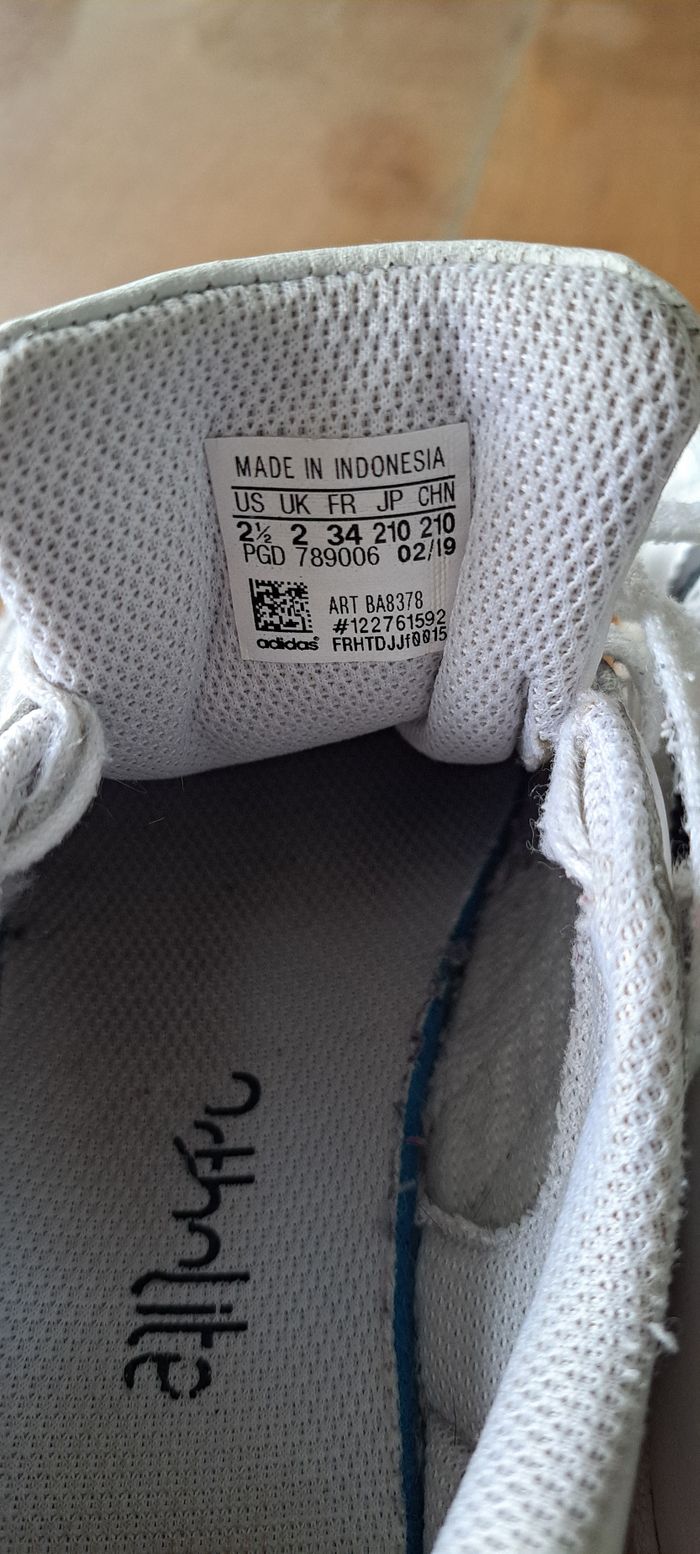 MADE IN INDONESIA
US UK FR JP CHN
2½ 2 34 210 210
PGD 789006 02/19
ART BA8378
#122761592
adidas® FRHTDJJf0015
ortholite